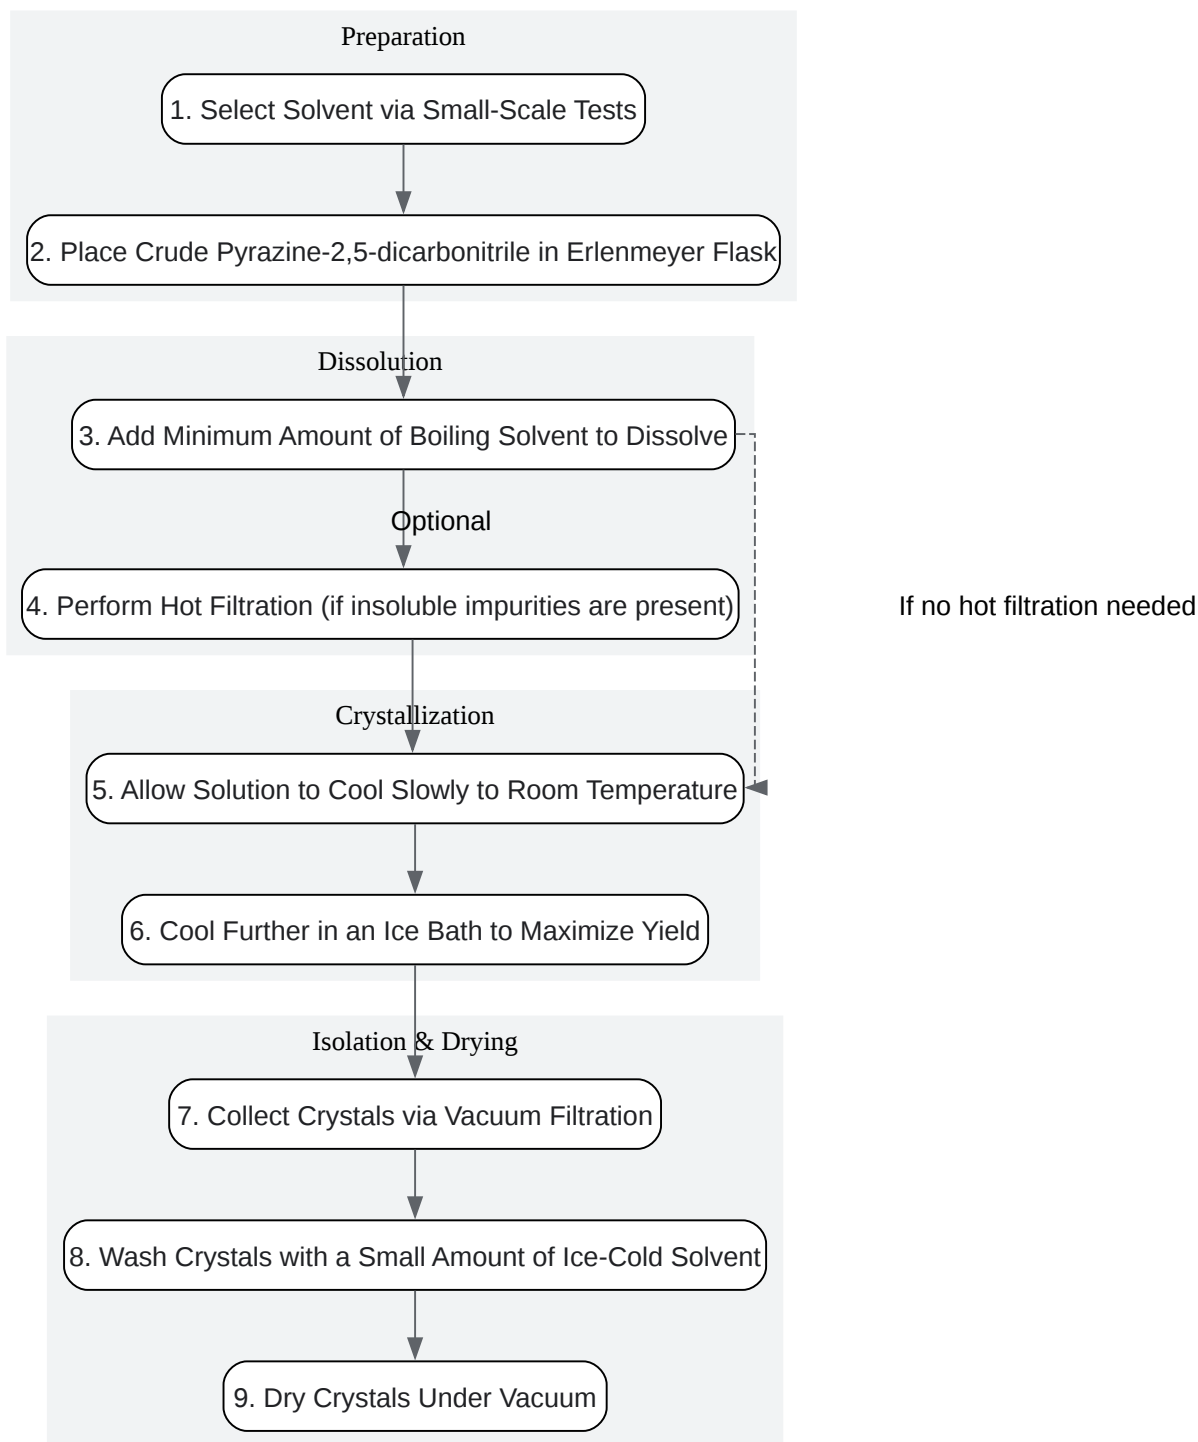 Preparation
1. Select Solvent via Small-Scale Tests
2. Place Crude Pyrazine-2,5-dicarbonitrile in Erlenmeyer Flask
Dissolution
3. Add Minimum Amount of Boiling Solvent to Dissolve
Optional
4. Perform Hot Filtration (if insoluble impurities are present)
If no hot filtration needed
Crystallization
5. Allow Solution to Cool Slowly to Room Temperature
6. Cool Further in an Ice Bath to Maximize Yield
Isolation & Drying
7. Collect Crystals via Vacuum Filtration
8. Wash Crystals with a Small Amount of Ice-Cold Solvent
9. Dry Crystals Under Vacuum